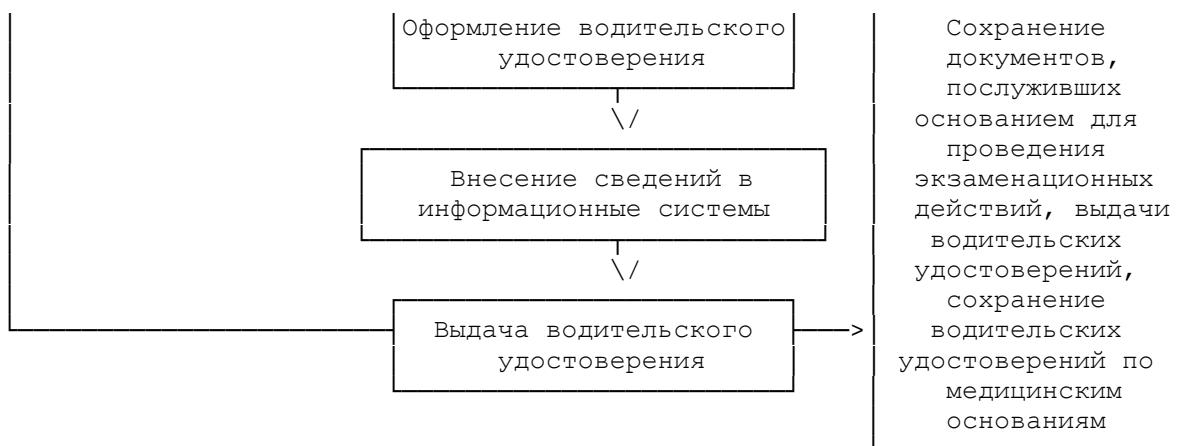 Оформление водительского
удостоверения
\/
Внесение сведений в
информационные системы
\/
Выдача водительского
удостоверения
Сохранение
документов,
послуживших
основанием для
проведения
экзаменационных
действий, выдачи
водительских
удостоверений,
сохранение
водительских
удостоверений по
медицинским
основаниям